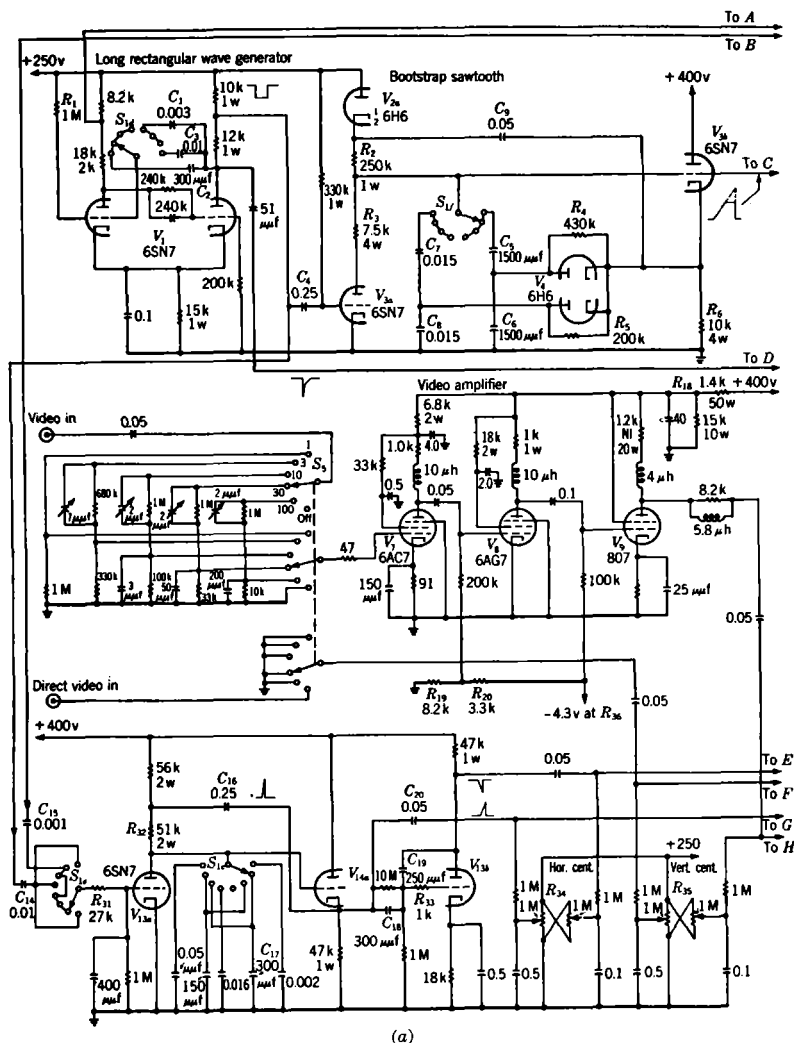 To A
To B
+250v
Long rectangular wave generator
Bootstrap sawtooth
+400v
R1
1M
8.2k
S1d
C1
0.003
C3
0.01
10k
1w
12k
1w
V2a
½
6H6
C9
0.05
V3b
6SN7
To C
18k
2k
300 μμf
240k
C2
240k
V1
6SN7
51
μμf
330k
1w
R2
250k
1w
R3
7.5k
4w
S1f
C7
0.015
C5
1500μμf
R4
430k
V4
6H6
0.1
15k
1w
200k
C4
0.25
V3a
6SN7
C8
0.015
C6
1500μμf
R5
200k
R6
10k
4w
To D
Video amplifier
Video in
0.05
6.8k
2w
1.0k
4.0
33k
10 μh
0.5
0.05
18k
2w
2.0
1k
1w
10 μh
0.1
1.2k
NI
20w
4 μh
R18
1.4k
50w
+400v
40
15k
10w
8.2k
5.8 μh
1
3
10
30
100
Off
S5
680k
1M
2
μμf
1M
2 μμf
1M
47
V7
6AC7
V8
6AG7
V9
807
1M
330k
3
μμf
100k
50
μμf
33k
200
μμf
10k
150
μμf
91
200k
100k
25 μμf
0.05
Direct video in
R19
8.2k
R20
3.3k
-4.3v at R36
0.05
+400v
56k
2w
C16
0.25
47k
1w
0.05
C20
0.05
To E
To F
To G
To H
C15
0.001
R32
51k
2w
6SN7
S1e
R31
27k
V13a
S1c
V14a
10M
C19
250 μμf
R33
1k
V13b
Hor. cent.
+250
Vert. cent.
1M
R34
1M
1M
1M
1M
R35
1M
1M
1M
C14
0.01
400
μμf
1M
0.05
μμf
150
μμf
0.016
C17
300
μμf
0.002
47k
1w
C18
300
μμf
1M
18k
0.5
0.5
0.1
0.5
0.1
(a)